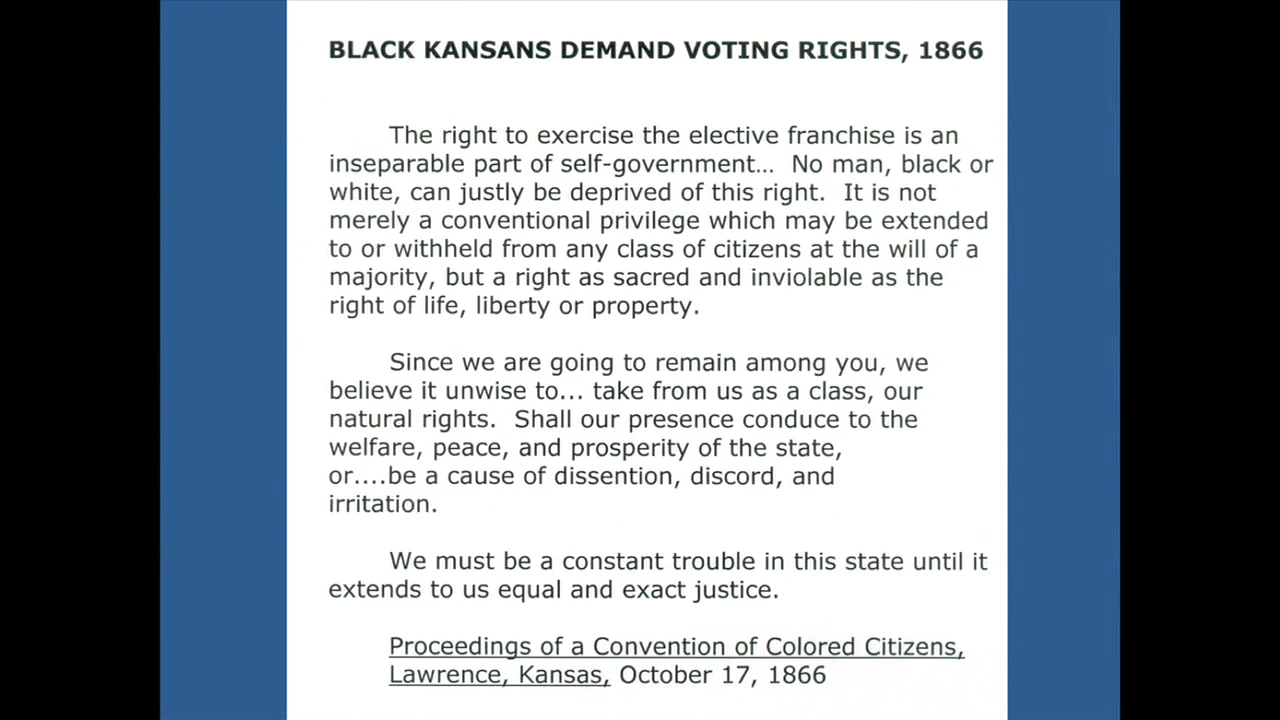 BLACK KANSANS DEMAND VOTING RIGHTS, 1866
The right to exercise the elective franchise is an
inseparable part of self-government... No man, black or
white, can justly be deprived of this right. It is not
merely a conventional privilege which may be extended
to or withheld from any class of citizens at the will of a
majority, but a right as sacred and inviolable as the
right of life, liberty or property.
Since we are going to remain among you, we
believe it unwise to... take from us as a class, our
natural rights. Shall our presence conduce to the
welfare, peace, and prosperity of the state,
or....be a cause of dissention, discord, and
irritation.
We must be a constant trouble in this state until it
extends to us equal and exact justice.
Proceedings of a Convention of Colored Citizens,
Lawrence, Kansas, October 17, 1866